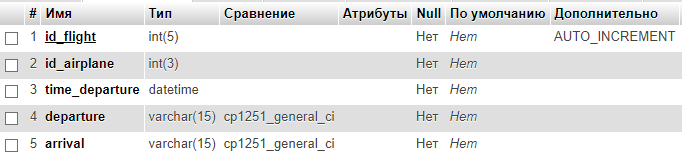 # Имя Тип Сравнение Атрибуты Null По умолчанию Дополнительно
1 id_flight int(5) Нет Нет AUTO_INCREMENT
2 id_airplane int(3) Нет Нет
3 time_departure datetime Нет Нет
4 departure varchar(15) cp1251_general_ci Нет Нет
5 arrival varchar(15) cp1251_general_ci Нет Нет